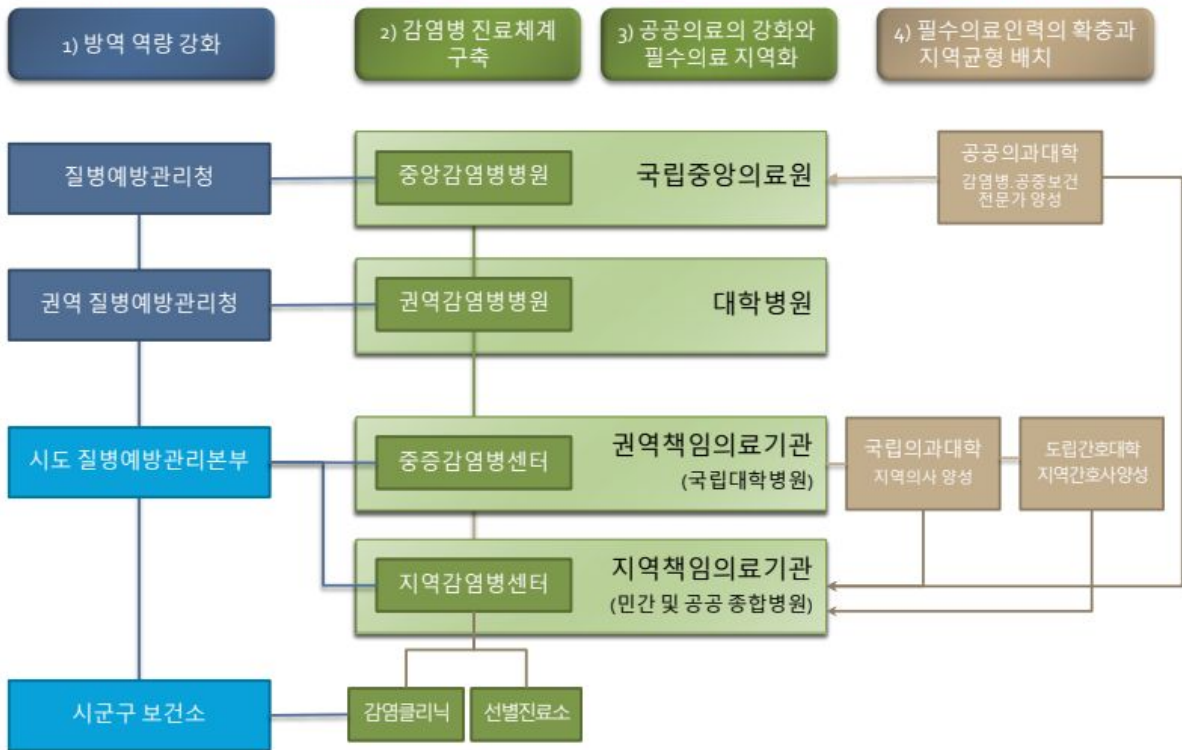 1) 방역 역량 강화
2) 감염병 진료체계
구축
3) 공공의료의 강화와
필수의료 지역화
4) 필수의료인력의 확충과
지역균형 배치
질병예방관리청
중앙감염병병원
국립중앙의료원
공공의과대학
감염병.공중보건
전문가 양성
권역 질병예방관리청
권역감염병병원
대학병원
시도 질병예방관리본부
중증감염병센터
권역책임의료기관
(국립대학병원)
국립의과대학
지역의사 양성
도립간호대학
지역간호사양성
지역감염병센터
지역책임의료기관
(민간 및 공공 종합병원)
시군구 보건소
감염클리닉
선별진료소